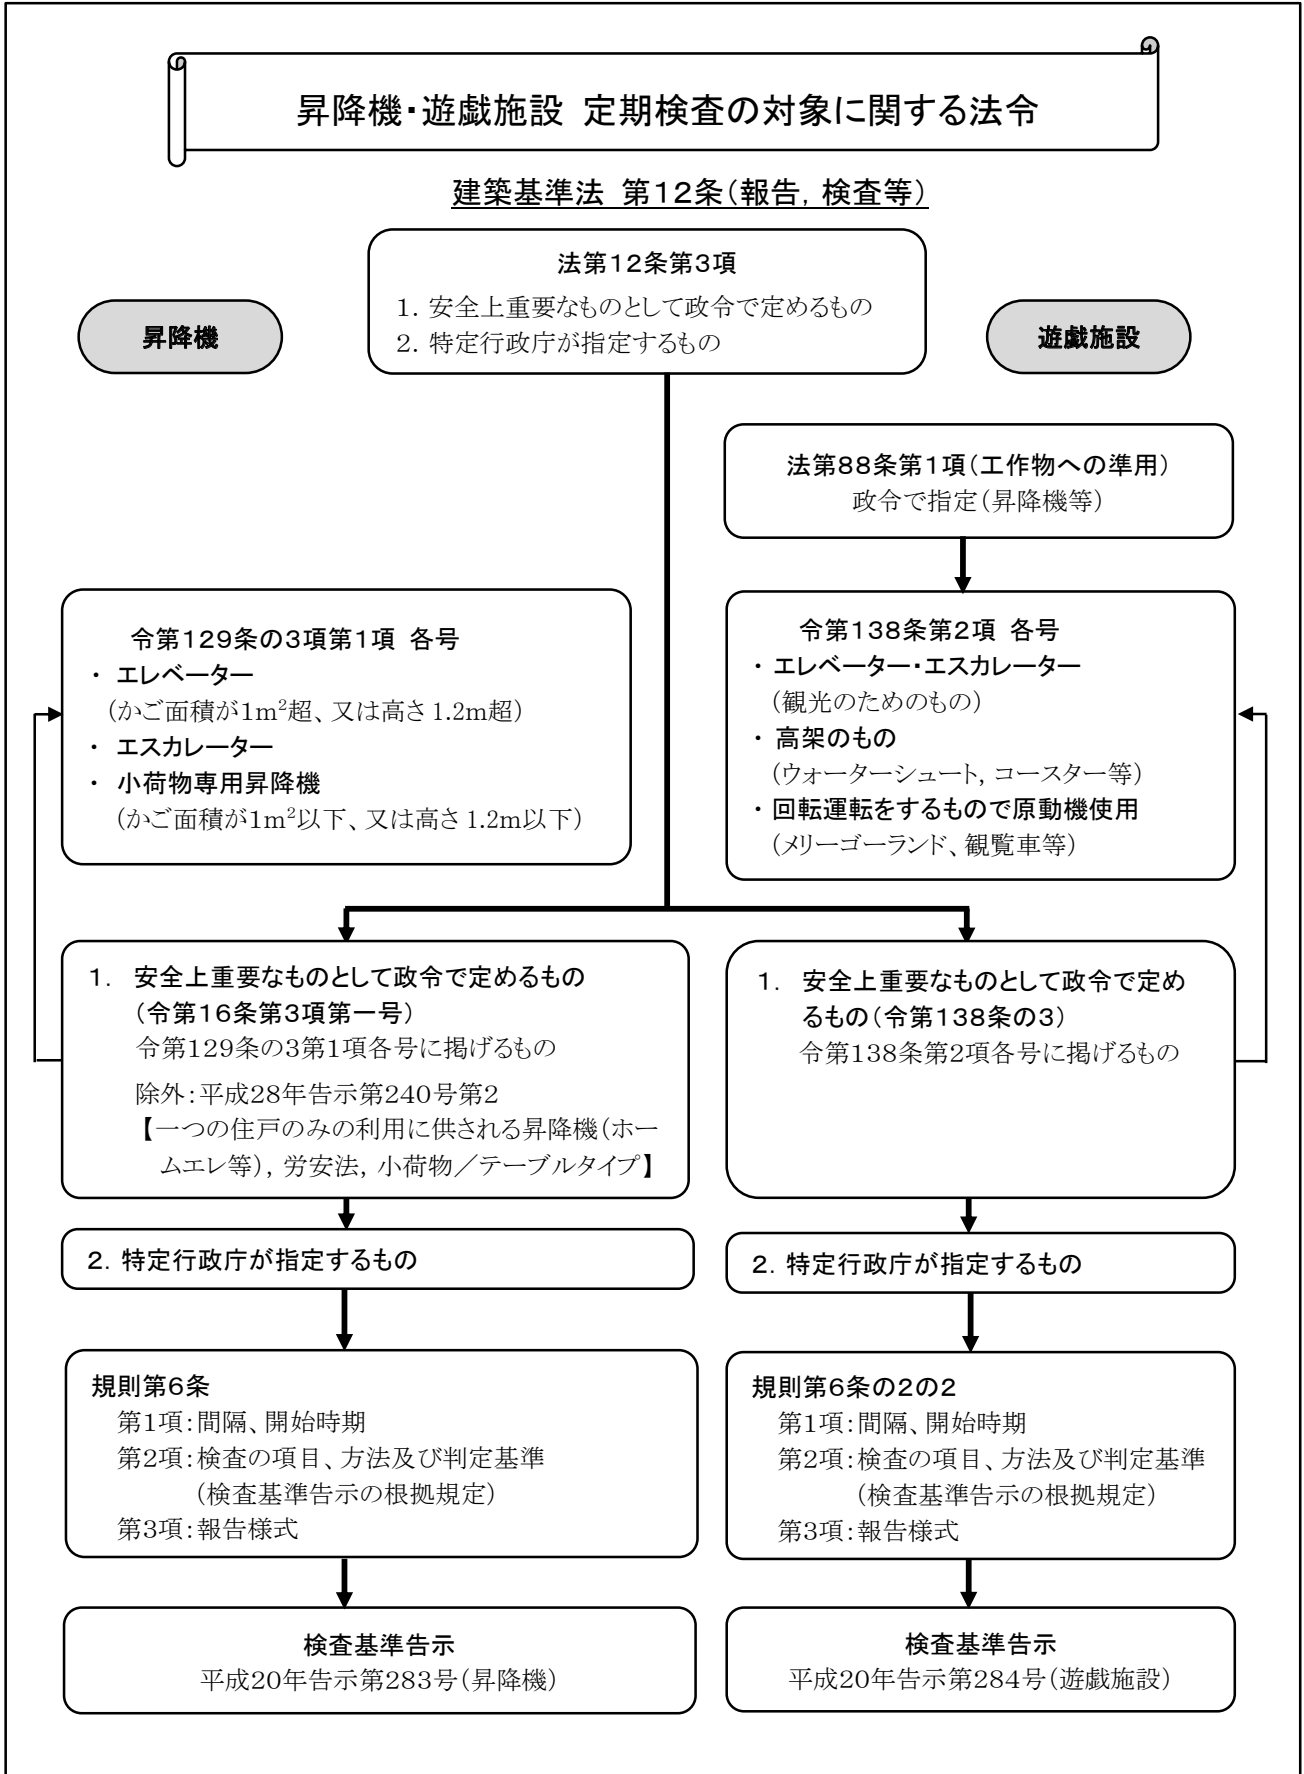 昇降機・遊戯施設 定期検査の対象に関する法令
建築基準法 第12条(報告,検査等)
法第12条第3項
1. 安全上重要なものとして政令で定めるもの
2. 特定行政庁が指定するもの
昇降機
遊戯施設
法第88条第1項(工作物への準用)
政令で指定(昇降機等)
令第129条の3項第1項 各号
・ エレベーター
(かご面積が1m²超、又は高さ1.2m超)
・ エスカレーター
・ 小荷物専用昇降機
(かご面積が1m²以下、又は高さ1.2m以下)
令第138条第2項 各号
・ エレベーター・エスカレーター
(観光のためのもの)
・ 高架のもの
(ウォーターシュート,コースター等)
・ 回転運転をするもので原動機使用
(メリーゴーランド、観覧車等)
1. 安全上重要なものとして政令で定めるもの
(令第16条第3項第一号)
令第129条の3第1項各号に掲げるもの
除外:平成28年告示第240号第2
【一つの住戸のみの利用に供される昇降機(ホー
ムエレ等),労安法,小荷物/テーブルタイプ】
1. 安全上重要なものとして政令で定め
るもの(令第138条の3)
令第138条第2項各号に掲げるもの
2. 特定行政庁が指定するもの
2. 特定行政庁が指定するもの
規則第6条
第1項:間隔、開始時期
第2項:検査の項目、方法及び判定基準
(検査基準告示の根拠規定)
第3項:報告様式
規則第6条の2の2
第1項:間隔、開始時期
第2項:検査の項目、方法及び判定基準
(検査基準告示の根拠規定)
第3項:報告様式
検査基準告示
平成20年告示第283号(昇降機)
検査基準告示
平成20年告示第284号(遊戯施設)